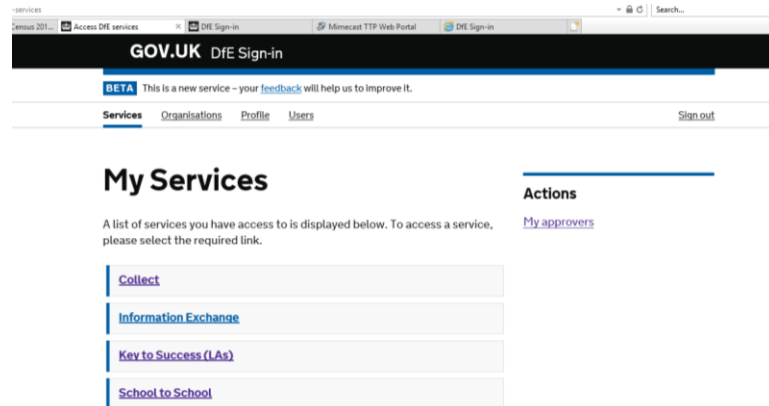 -services
Search...
Census 201...
Access DfE services
DfE Sign-in
Mimecast TTP Web Portal
DfE Sign-in
GOV.UK DfE Sign-in
BETA This is a new service – your feedback will help us to improve it.
Services Organisations Profile Users Sign out
My Services
A list of services you have access to is displayed below. To access a service,
please select the required link.
Collect
Information Exchange
Key to Success (LAs)
School to School
Actions
My approvers